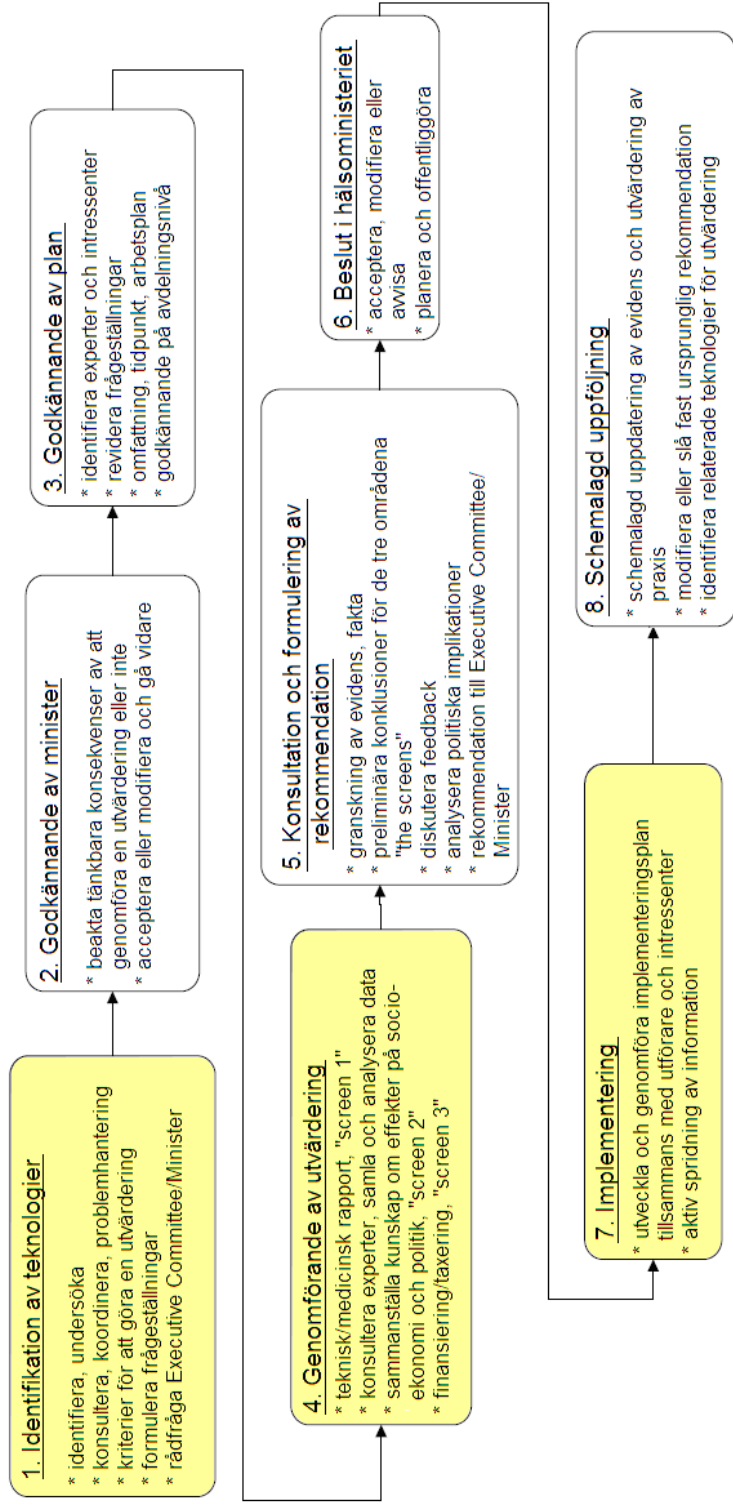 1. Identifikation av teknologier
* identifiera, undersöka
* konsultera, koordinera, problemhantering
* kriterier för att göra en utvärdering
* formulera frågeställningar
* rådfråga Executive Committee/Minister
2. Godkännande av minister
* beakta tänkbara konsekvenser av att
genomföra en utvärdering eller inte
* acceptera eller modifiera och gå vidare
3. Godkännande av plan
* identifiera experter och intressenter
* revidera frågeställningar
* omfattning, tidpunkt, arbetsplan
* godkännande på avdelningsnivå
4. Genomförande av utvärdering
* teknisk/medicinsk rapport, "screen 1"
* konsultera experter, samla och analysera data
* sammanställa kunskap om effekter på socio-
ekonomi och politik, "screen 2"
* finansiering/taxering, "screen 3"
5. Konsultation och formulering av
rekommendation
* granskning av evidens, fakta
* preliminära konklusioner för de tre områdena
"the screens"
* diskutera feedback
* analysera politiska implikationer
* rekommendation till Executive Committee/
Minister
6. Beslut i hälsoministeriet
* acceptera, modifiera eller
avvisa
* planera och offentliggöra
7. Implementering
* utveckla och genomföra implementeringsplan
tillsammans med utförare och intressenter
* aktiv spridning av information
8. Schemalagd uppföljning
* schemalagd uppdatering av evidens och utvärdering av
praxis
* modifiera eller slå fast ursprunglig rekommendation
* identifiera relaterade teknologier för utvärdering